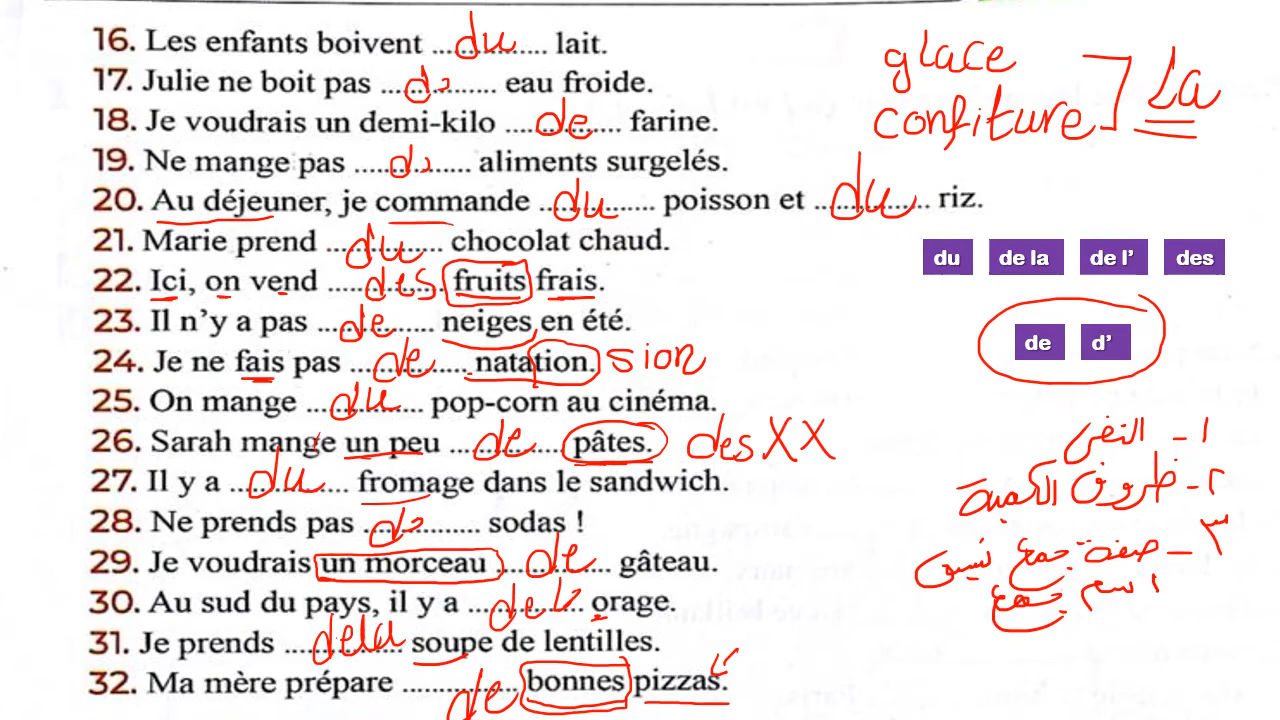 16. Les enfants boivent ...du... lait.
17. Julie ne boit pas ...d'... eau froide.
18. Je voudrais un demi-kilo ...de... farine.
19. Ne mange pas ...d'... aliments surgelés.
20. Au déjeuner, je commande ...du... poisson et ...du... riz.
21. Marie prend ...du... chocolat chaud.
22. Ici, on vend ...des... fruits frais.
23. Il n'y a pas ...de... neiges en été.
24. Je ne fais pas ...de... natation. sion
25. On mange ...du... pop-corn au cinéma.
26. Sarah mange un peu ...de... pâtes. des XX
27. Il y a ...du... fromage dans le sandwich.
28. Ne prends pas ...de... sodas !
29. Je voudrais un morceau ...de... gâteau.
30. Au sud du pays, il y a ...de l'... orage.
31. Je prends ...de la... soupe de lentilles.
32. Ma mère prépare ...de... bonnes pizzas.
glace
confiture
La
du de la de l' des
de d'
١ - النفى
٢ - ظروف الكمية
٣ - صفة جمع تسبق
اسم جمع